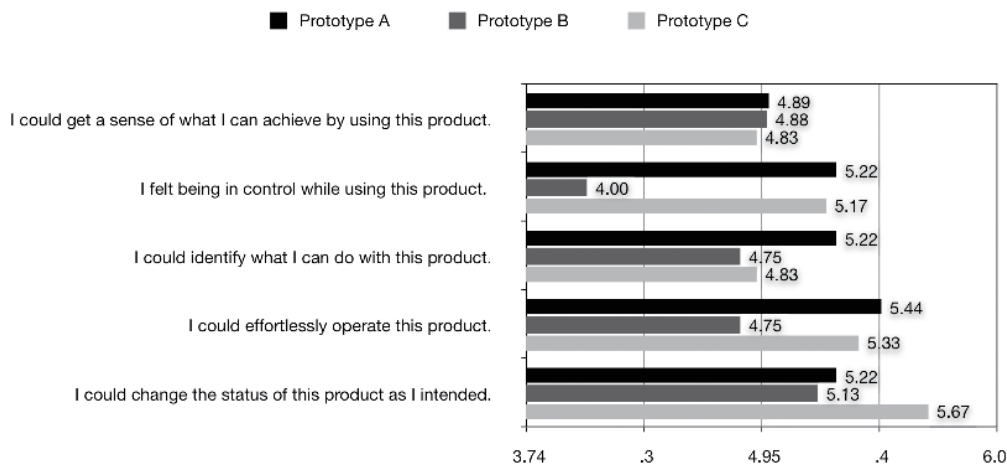 Prototype A Prototype B Prototype C
I could get a sense of what I can achieve by using this product.
4.89
4.88
4.83
I felt being in control while using this product.
5.22
4.00
5.17
I could identify what I can do with this product.
5.22
4.75
4.83
I could effortlessly operate this product.
5.44
4.75
5.33
I could change the status of this product as I intended.
5.22
5.13
5.67
3.74 .3 4.95 .4 6.0